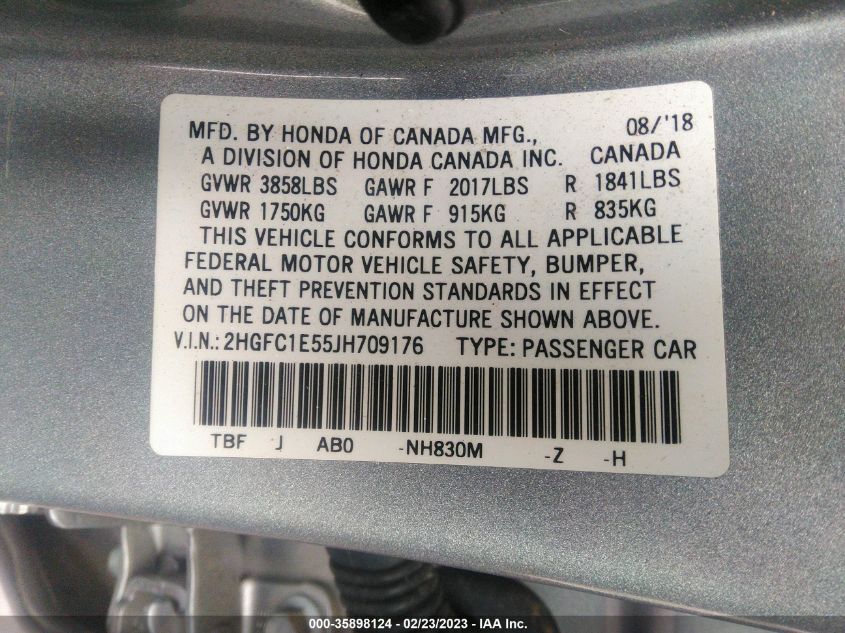 MFD. BY HONDA OF CANADA MFG., 08/'18
A DIVISION OF HONDA CANADA INC. CANADA
GVWR 3858LBS GAWR F 2017LBS R 1841LBS
GVWR 1750KG GAWR F 915KG R 835KG
THIS VEHICLE CONFORMS TO ALL APPLICABLE
FEDERAL MOTOR VEHICLE SAFETY, BUMPER,
AND THEFT PREVENTION STANDARDS IN EFFECT
ON THE DATE OF MANUFACTURE SHOWN ABOVE.
V.I.N.: 2HGFC1E55JH709176 TYPE: PASSENGER CAR
TBF J AB0 -NH830M -Z -H
000-35898124 - 02/23/2023 - IAA Inc.